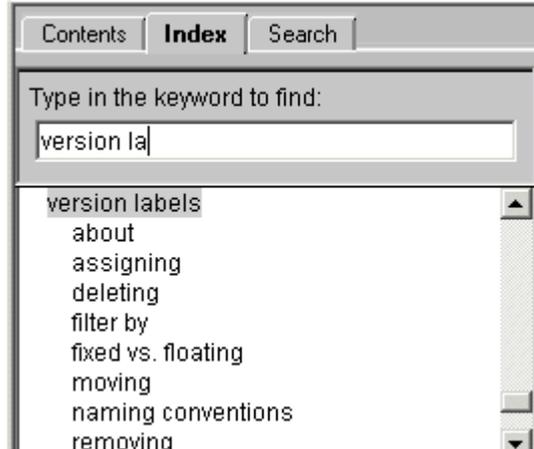 Contents Index Search
Type in the keyword to find:
version la
version labels
about
assigning
deleting
filter by
fixed vs. floating
moving
naming conventions
removing